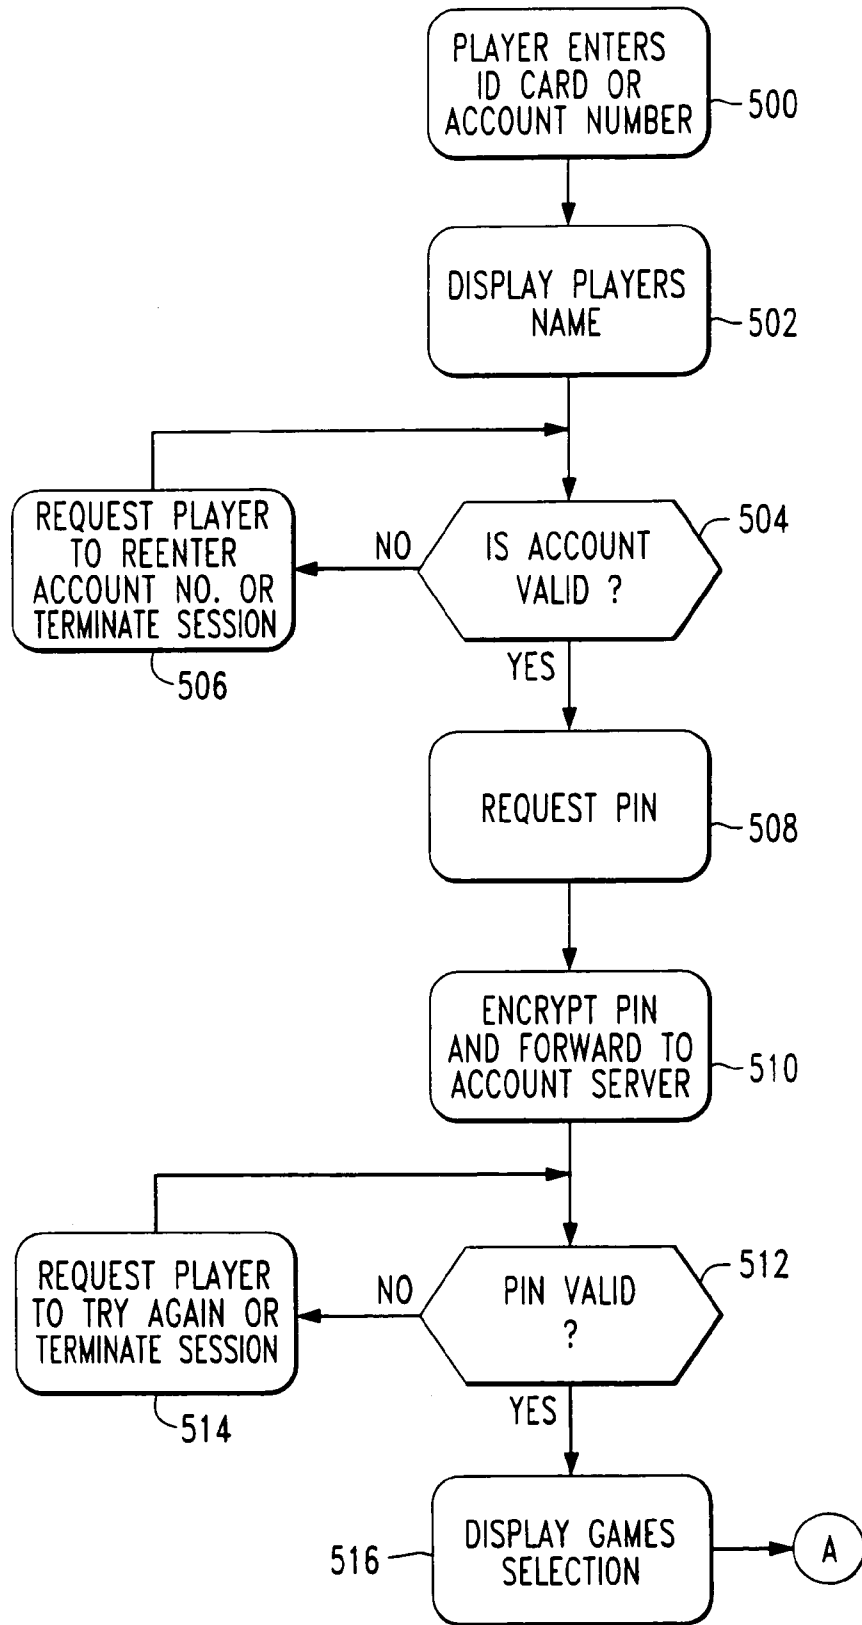 PLAYER ENTERS
ID CARD OR
ACCOUNT NUMBER
500
DISPLAY PLAYERS
NAME
502
IS ACCOUNT
VALID ?
504
NO
REQUEST PLAYER
TO REENTER
ACCOUNT NO. OR
TERMINATE SESSION
506
YES
REQUEST PIN
508
ENCRYPT PIN
AND FORWARD TO
ACCOUNT SERVER
510
PIN VALID
?
512
NO
REQUEST PLAYER
TO TRY AGAIN OR
TERMINATE SESSION
514
YES
DISPLAY GAMES
SELECTION
516
A